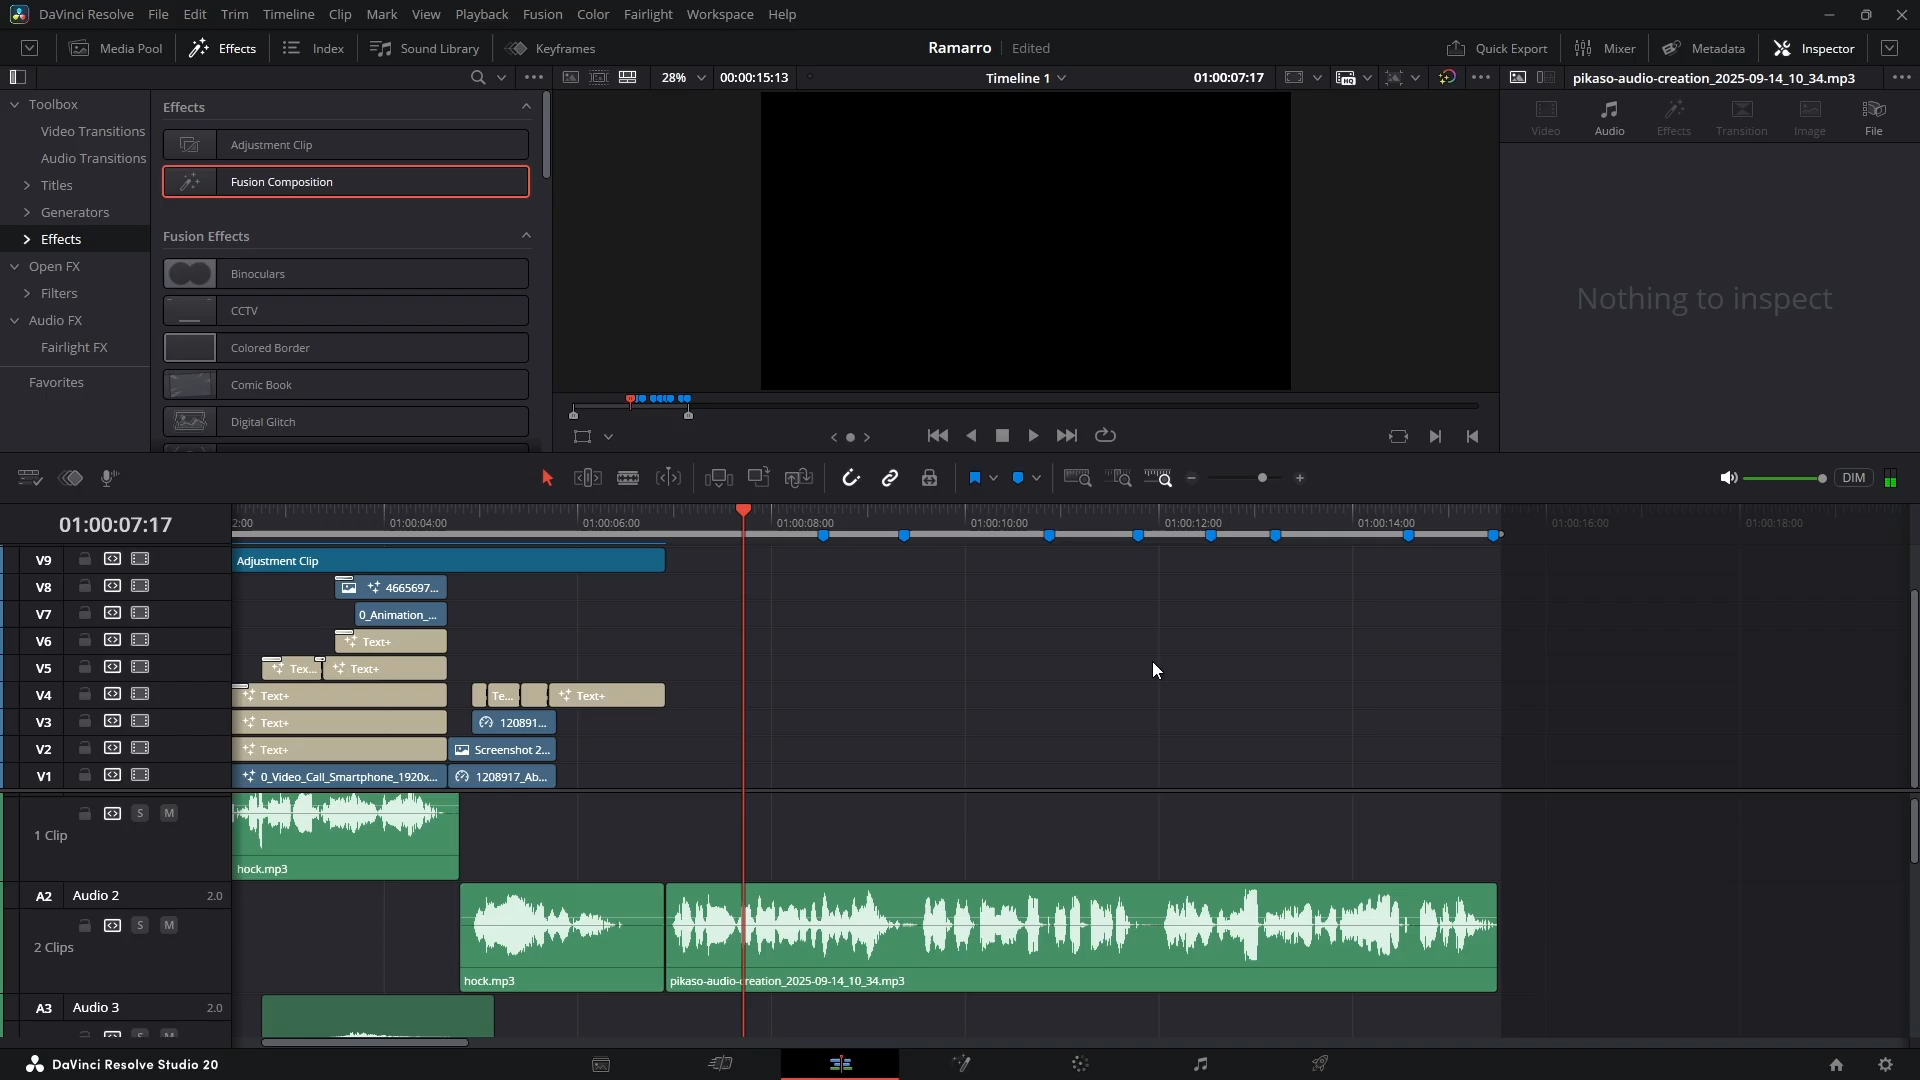 DaVinci Resolve File Edit Trim Timeline Clip Mark View Playback Fusion Color Fairlight Workspace Help
Media Pool Effects Index Sound Library Keyframes Ramarro Edited Quick Export Mixer Metadata Inspector
28% 00:00:15:13 Timeline 1 01:00:07:17 pikaso-audio-creation_2025-09-14_10_34.mp3
Toolbox
Video Transitions
Audio Transitions
Titles
Generators
Effects
Open FX
Filters
Audio FX
Fairlight FX
Favorites
Effects
Adjustment Clip
Fusion Composition
Fusion Effects
Binoculars
CCTV
Colored Border
Comic Book
Digital Glitch
Video Audio Effects Transition Image File
Nothing to inspect
DIM
01:00:07:17
2:00 01:00:04:00 01:00:06:00 01:00:08:00 01:00:10:00 01:00:12:00 01:00:14:00 01:00:16:00 01:00:18:00
V9 Adjustment Clip
V8 4665697...
V7 0_Animation_...
V6 Text+
V5 Tex... Text+
V4 Text+ Te... Text+
V3 Text+ 120891...
V2 Text+ Screenshot 2...
V1 0_Video_Call_Smartphone_1920x... 1208917_Ab...
S M
1 Clip
hock.mp3
A2 Audio 2 2.0
S M
2 Clips
hock.mp3 pikaso-audio-creation_2025-09-14_10_34.mp3
A3 Audio 3 2.0
S M
DaVinci Resolve Studio 20